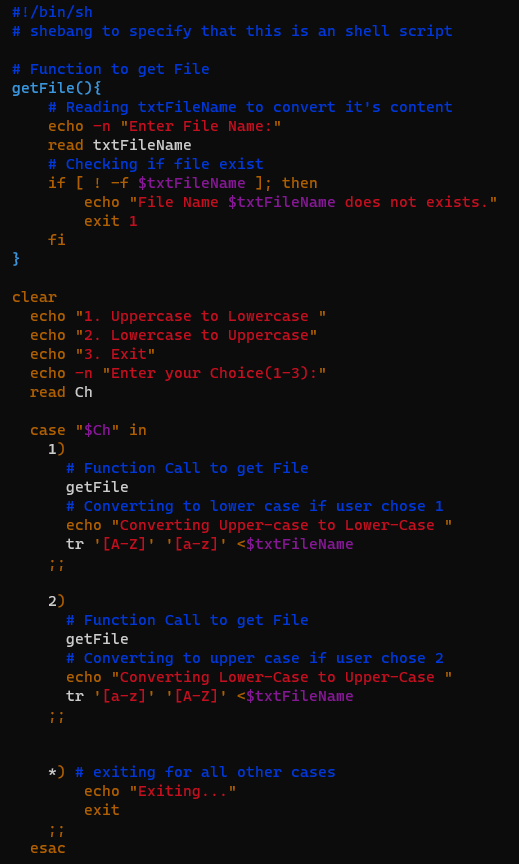 #!/bin/sh
# shebang to specify that this is an shell script

# Function to get File
getFile(){
    # Reading txtFileName to convert it's content
    echo -n "Enter File Name:"
    read txtFileName
    # Checking if file exist
    if [ ! -f $txtFileName ]; then
        echo "File Name $txtFileName does not exists."
        exit 1
    fi
}

clear
  echo "1. Uppercase to Lowercase "
  echo "2. Lowercase to Uppercase"
  echo "3. Exit"
  echo -n "Enter your Choice(1-3):"
  read Ch

  case "$Ch" in
    1)
      # Function Call to get File
      getFile
      # Converting to lower case if user chose 1
      echo "Converting Upper-case to Lower-Case "
      tr '[A-Z]' '[a-z]' <$txtFileName
    ;;

    2)
      # Function Call to get File
      getFile
      # Converting to upper case if user chose 2
      echo "Converting Lower-Case to Upper-Case "
      tr '[a-z]' '[A-Z]' <$txtFileName
    ;;


    *) # exiting for all other cases
        echo "Exiting..."
        exit
    ;;
  esac